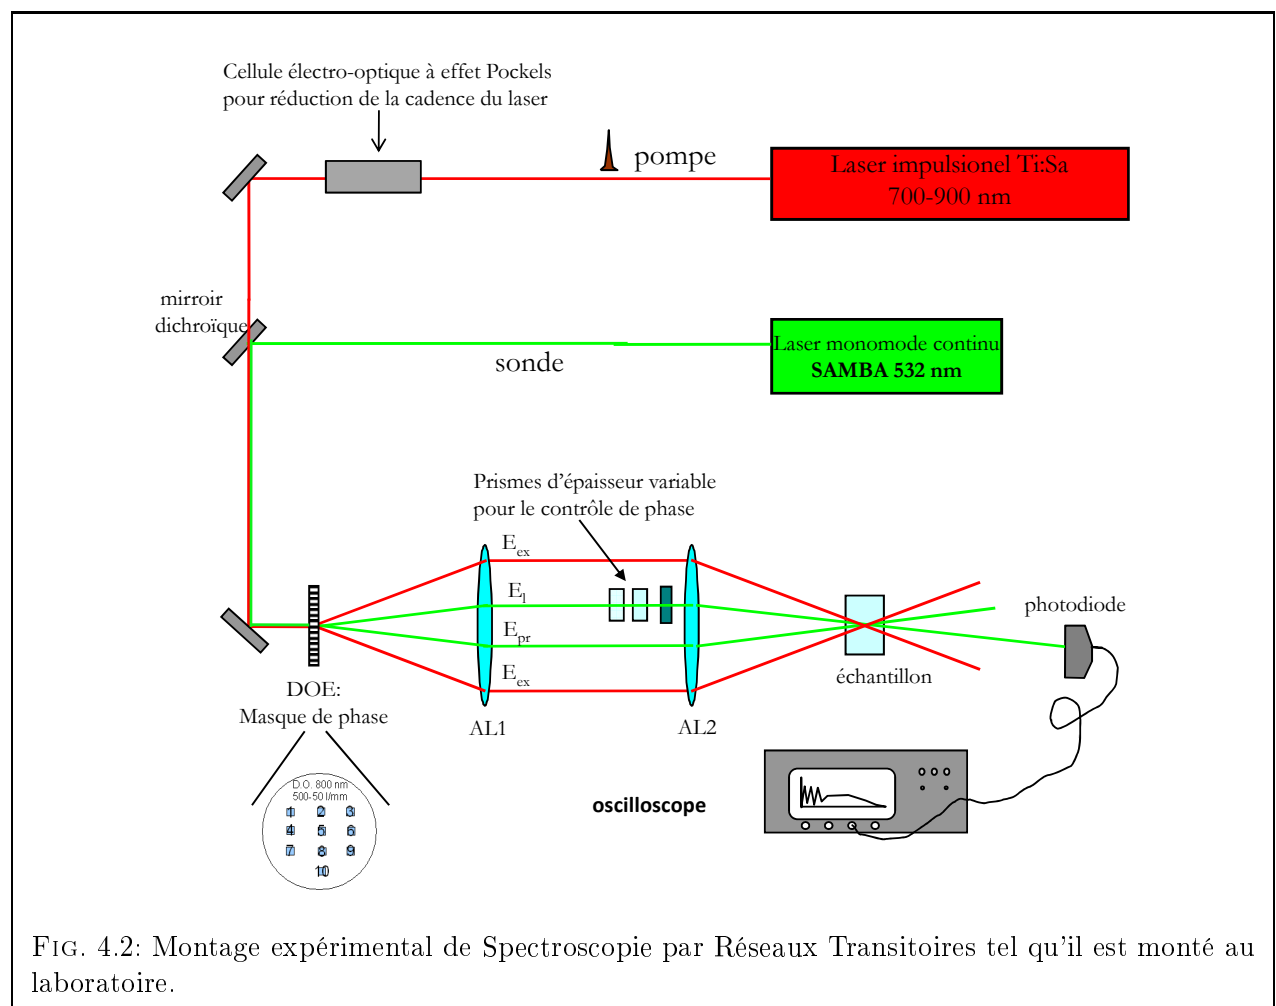 Cellule électro-optique à effet Pockels
pour réduction de la cadence du laser
pompe
Laser impulsionel Ti:Sa
700-900 nm
mirroir
dichroïque
sonde
Laser monomode continu
SAMBA 532 nm
Prismes d'épaisseur variable
pour le contrôle de phase
E_ex
E_l
E_pr
E_ex
photodiode
échantillon
DOE:
Masque de phase
AL1
AL2
D.O. 800 nm
500-50 l/mm
1 2 3
4 5 6
7 8 9
10
oscilloscope
FIG. 4.2: Montage expérimental de Spectroscopie par Réseaux Transitoires tel qu'il est monté au
laboratoire.